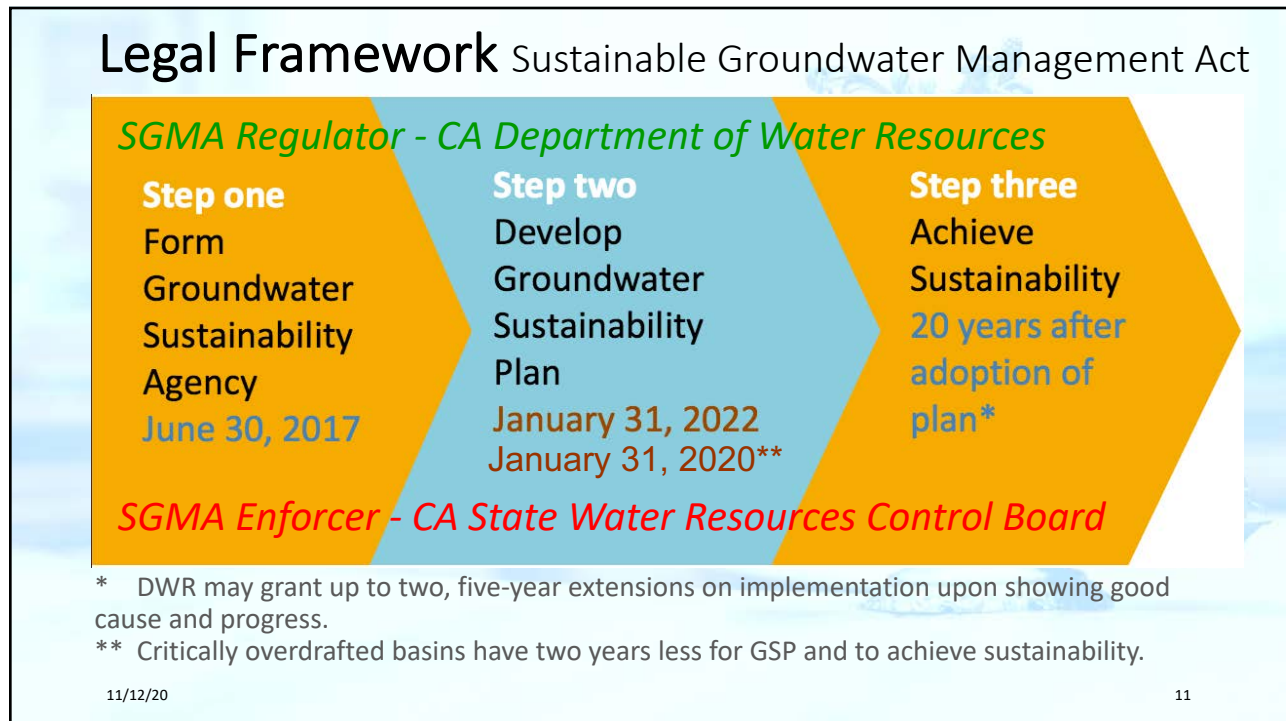 Legal Framework Sustainable Groundwater Management Act
SGMA Regulator - CA Department of Water Resources
Step one
Form
Groundwater
Sustainability
Agency
June 30, 2017
Step two
Develop
Groundwater
Sustainability
Plan
January 31, 2022
January 31, 2020**
Step three
Achieve
Sustainability
20 years after
adoption of
plan*
SGMA Enforcer - CA State Water Resources Control Board
* DWR may grant up to two, five-year extensions on implementation upon showing good
cause and progress.
** Critically overdrafted basins have two years less for GSP and to achieve sustainability.
11/12/20
11